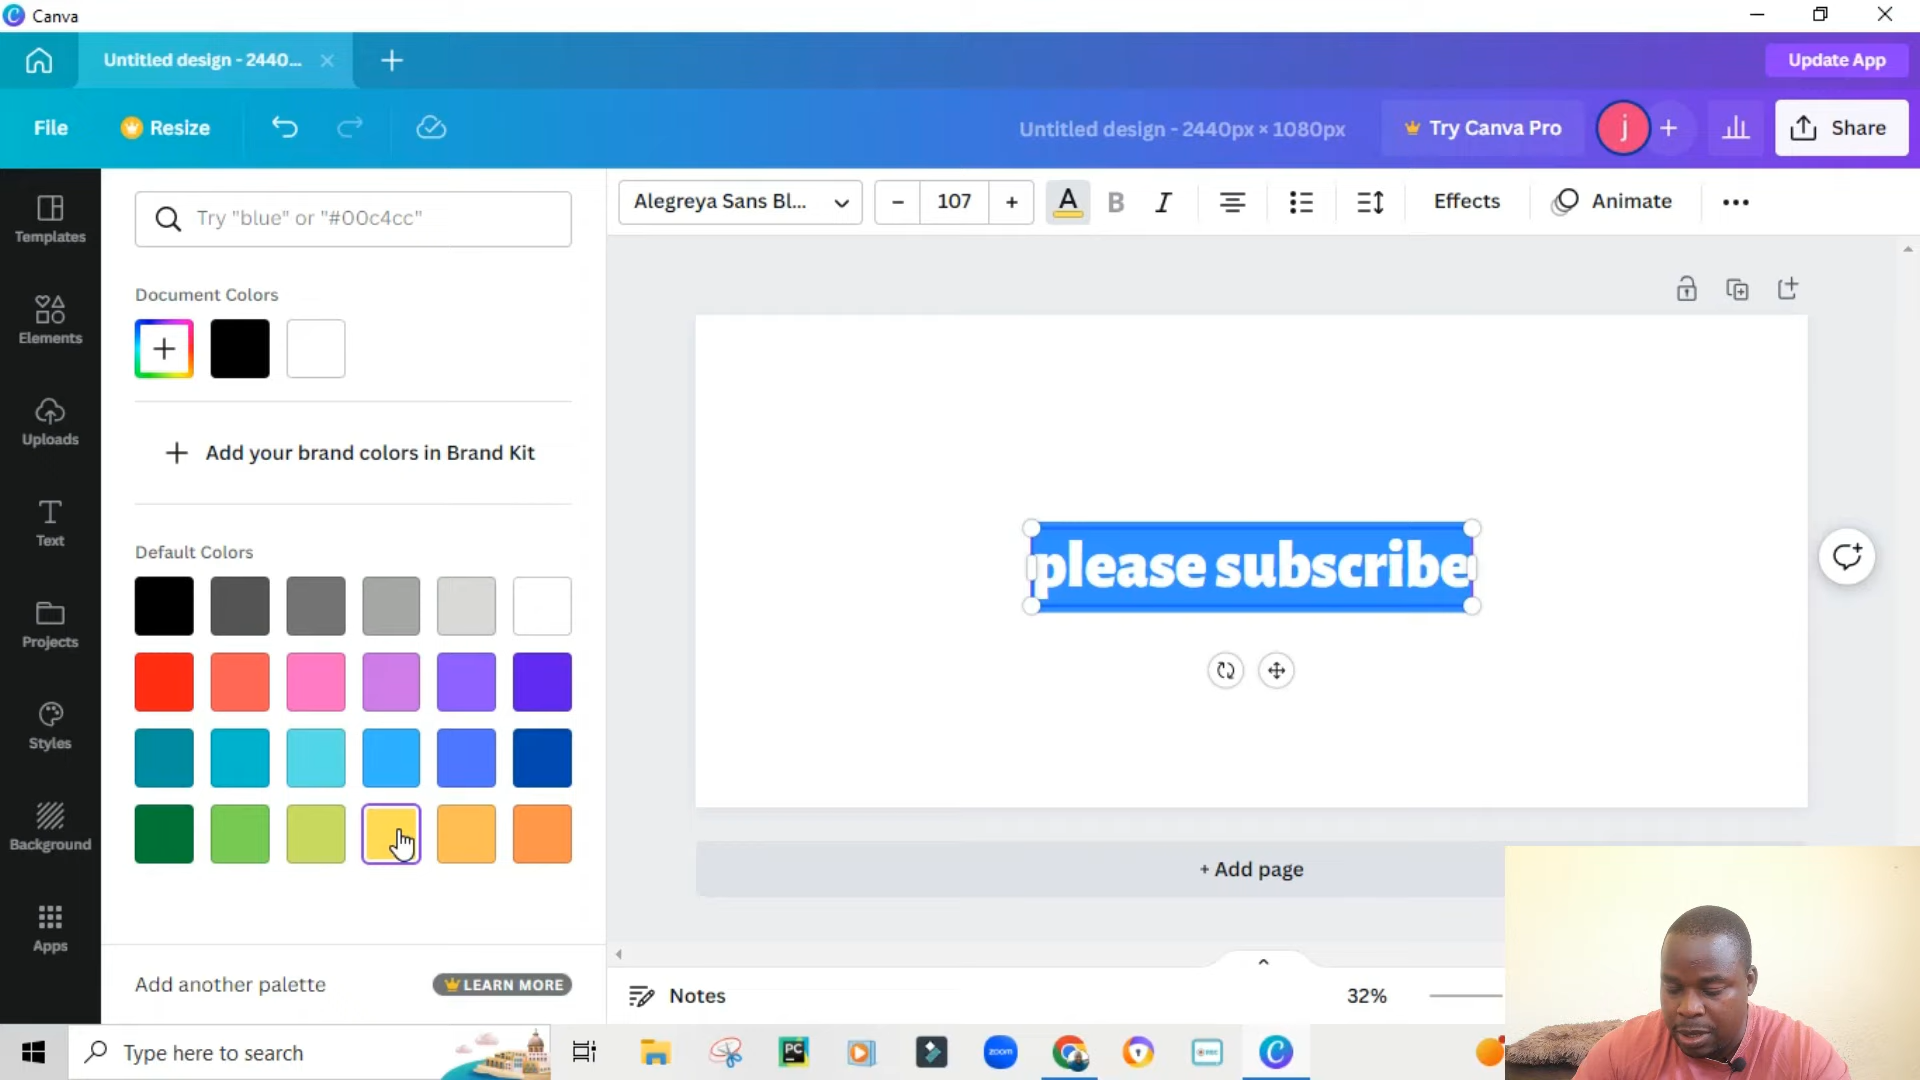 Canva
Untitled design - 2440...
Update App
File
Resize
Untitled design - 2440px × 1080px
Try Canva Pro
j
Share
Templates
Elements
Uploads
Text
Projects
Styles
Background
Apps
Try "blue" or "#00c4cc"
Document Colors
Add your brand colors in Brand Kit
Default Colors
Add another palette
LEARN MORE
Alegreya Sans Bl...
107
A
B
I
Effects
Animate
please subscribe
+ Add page
Notes
32%
Type here to search
PC
zoom